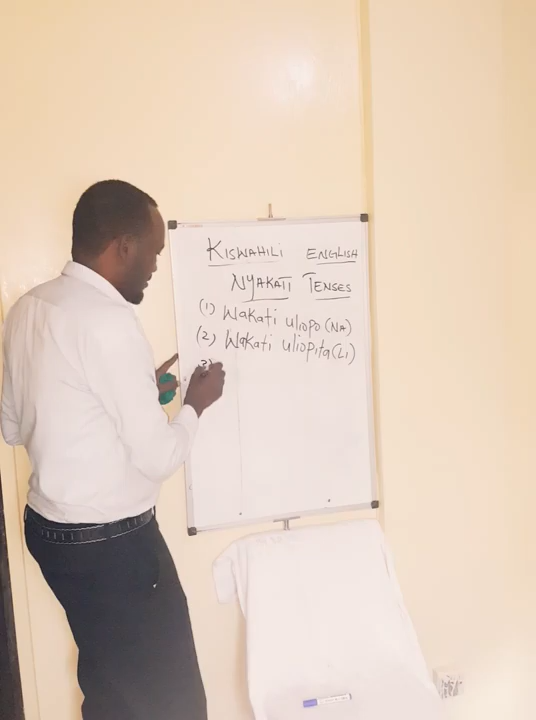 KISWAHILI ENGLISH
NYAKATI TENSES
(1) Wakati uliopo (NA)
(2) Wakati uliopita (LI)
(3)